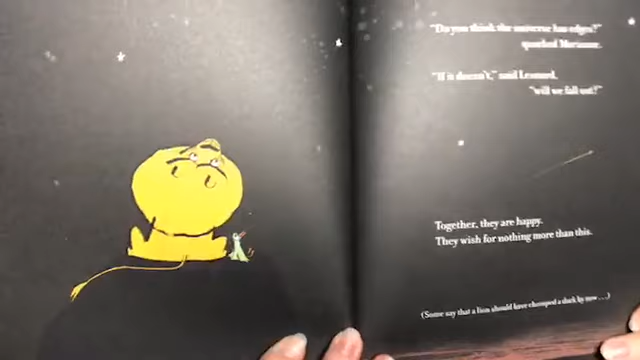 "Do you think the universe has edges?"
quacked Marianne.
"If it doesn't," said Leonard,
"will we fall out?"
Together, they are happy.
They wish for nothing more than this.
(Some say that a lion should have chomped a duck by now . . .)